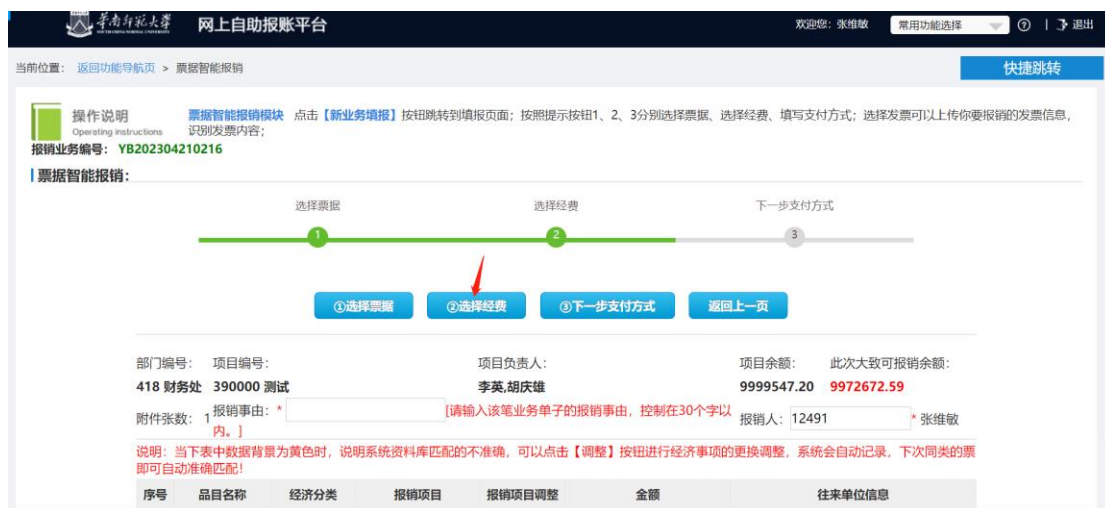 华南师范大学 网上自助报账平台 欢迎您: 张维敏 常用功能选择 ? | 退出
SOUTH CHINA NORMAL UNIVERSITY
当前位置: 返回功能导航页 > 票据智能报销 快捷跳转
操作说明 票据智能报销模块 点击【新业务填报】按钮跳转到填报页面；按照提示按钮1、2、3分别选择票据、选择经费、填写支付方式；选择发票可以上传你要报销的发票信息，
Operating instructions 识别发票内容；
报销业务编号: YB202304210216
票据智能报销:
选择票据 选择经费 下一步支付方式
1 2 3
①选择票据 ②选择经费 ③下一步支付方式 返回上一页
部门编号: 项目编号: 项目负责人: 项目余额: 此次大致可报销余额:
418 财务处 390000 测试 李英,胡庆雄 9999547.20 9972672.59
附件张数: 1 报销事由: * [请输入该笔业务单子的报销事由，控制在30个字以
内。] 报销人: 12491 * 张维敏
说明：当下表中数据背景为黄色时，说明系统资料库匹配的不准确，可以点击【调整】按钮进行经济事项的更换调整，系统会自动记录，下次同类的票
即可自动准确匹配!
序号 品目名称 经济分类 报销项目 报销项目调整 金额 往来单位信息